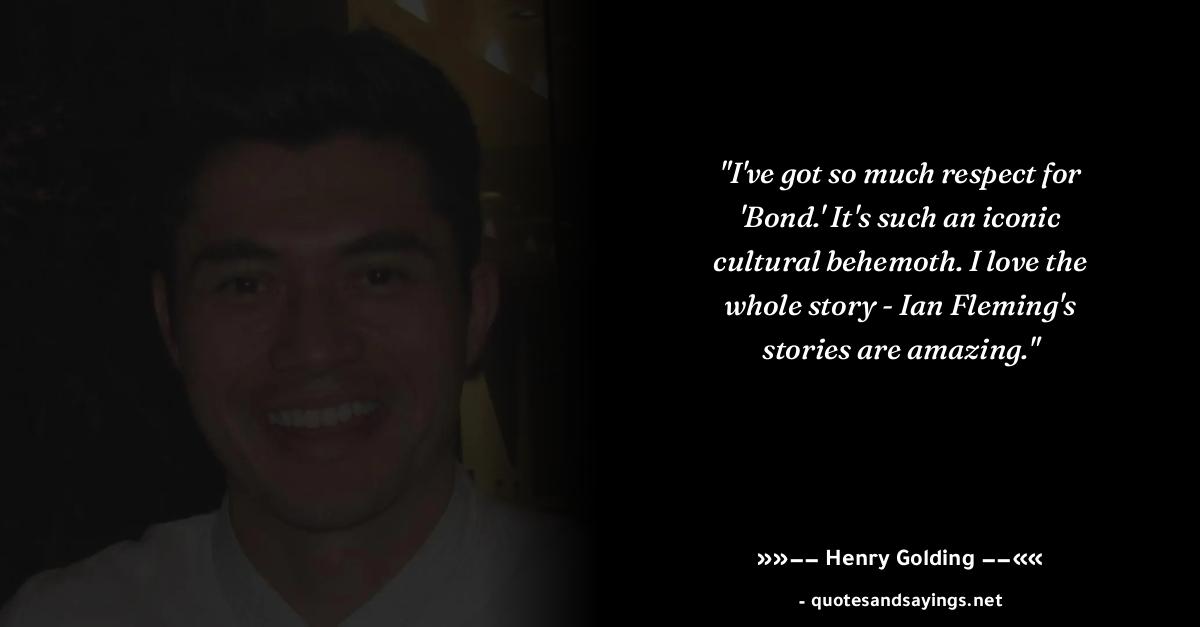 "I've got so much respect for
'Bond.' It's such an iconic
cultural behemoth. I love the
whole story - Ian Fleming's
stories are amazing."
»»–– Henry Golding ––««
- quotesandsayings.net